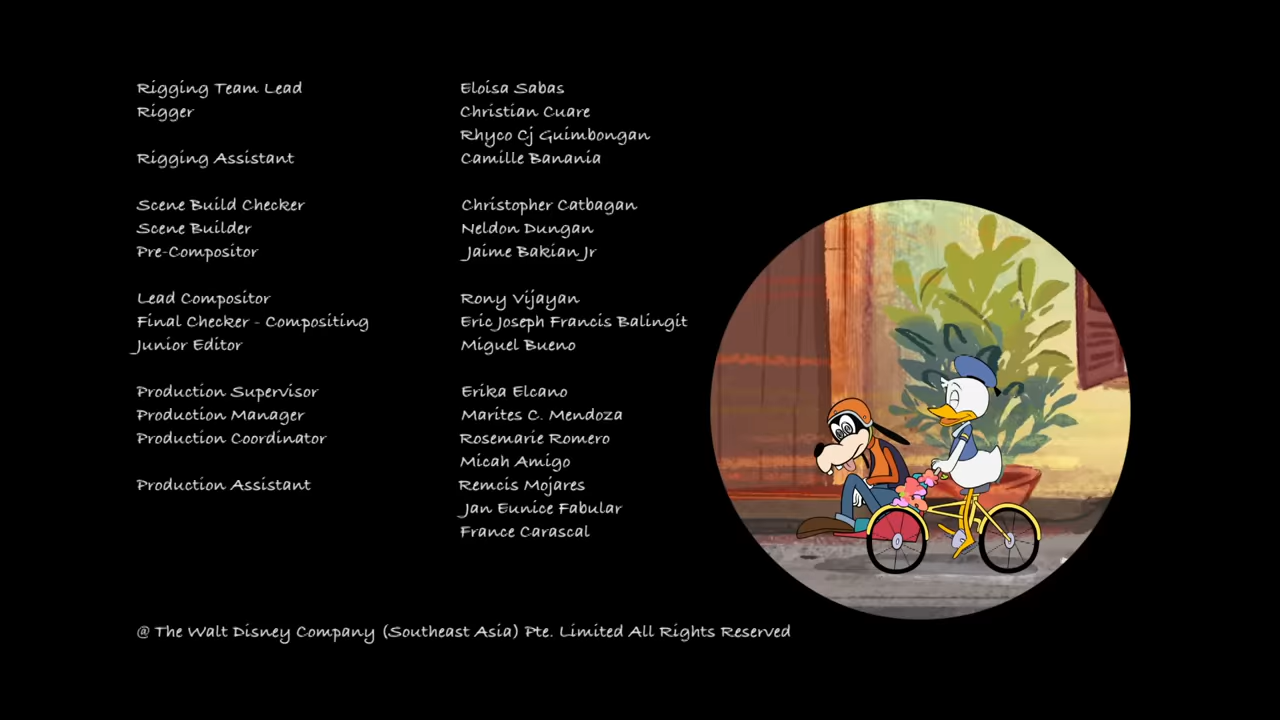 Rigging Team Lead Eloisa Sabas
Rigger Christian Cuare
Rhyco Cj Guimbongan
Rigging Assistant Camille Banania
Scene Build Checker Christopher Catbagan
Scene Builder Neldon Dungan
Pre-Compositor Jaime Bakian Jr
Lead Compositor Rony Vijayan
Final Checker - Compositing Eric Joseph Francis Balingit
Junior Editor Miguel Bueno
Production Supervisor Erika Elcano
Production Manager Marites C. Mendoza
Production Coordinator Rosemarie Romero
Micah Amigo
Production Assistant Remcis Mojares
Jan Eunice Fabular
France Carascal
@ The Walt Disney Company (Southeast Asia) Pte. Limited All Rights Reserved